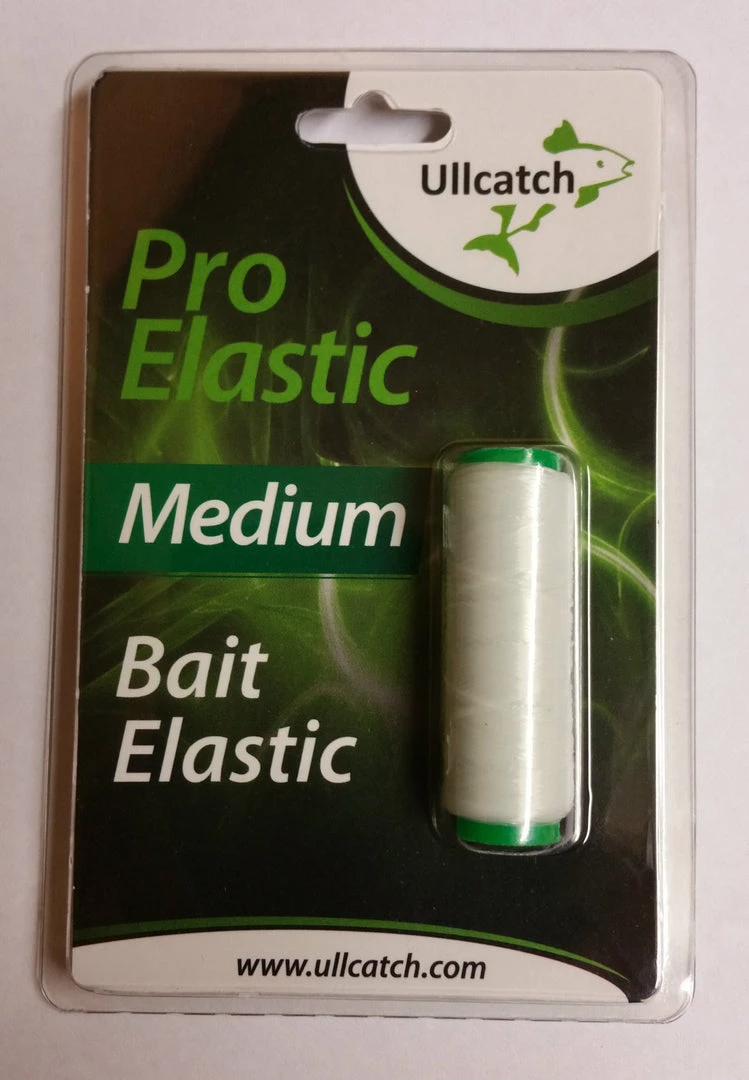 Ullcatch
Pro
Elastic
Medium
Bait
Elastic
www.ullcatch.com